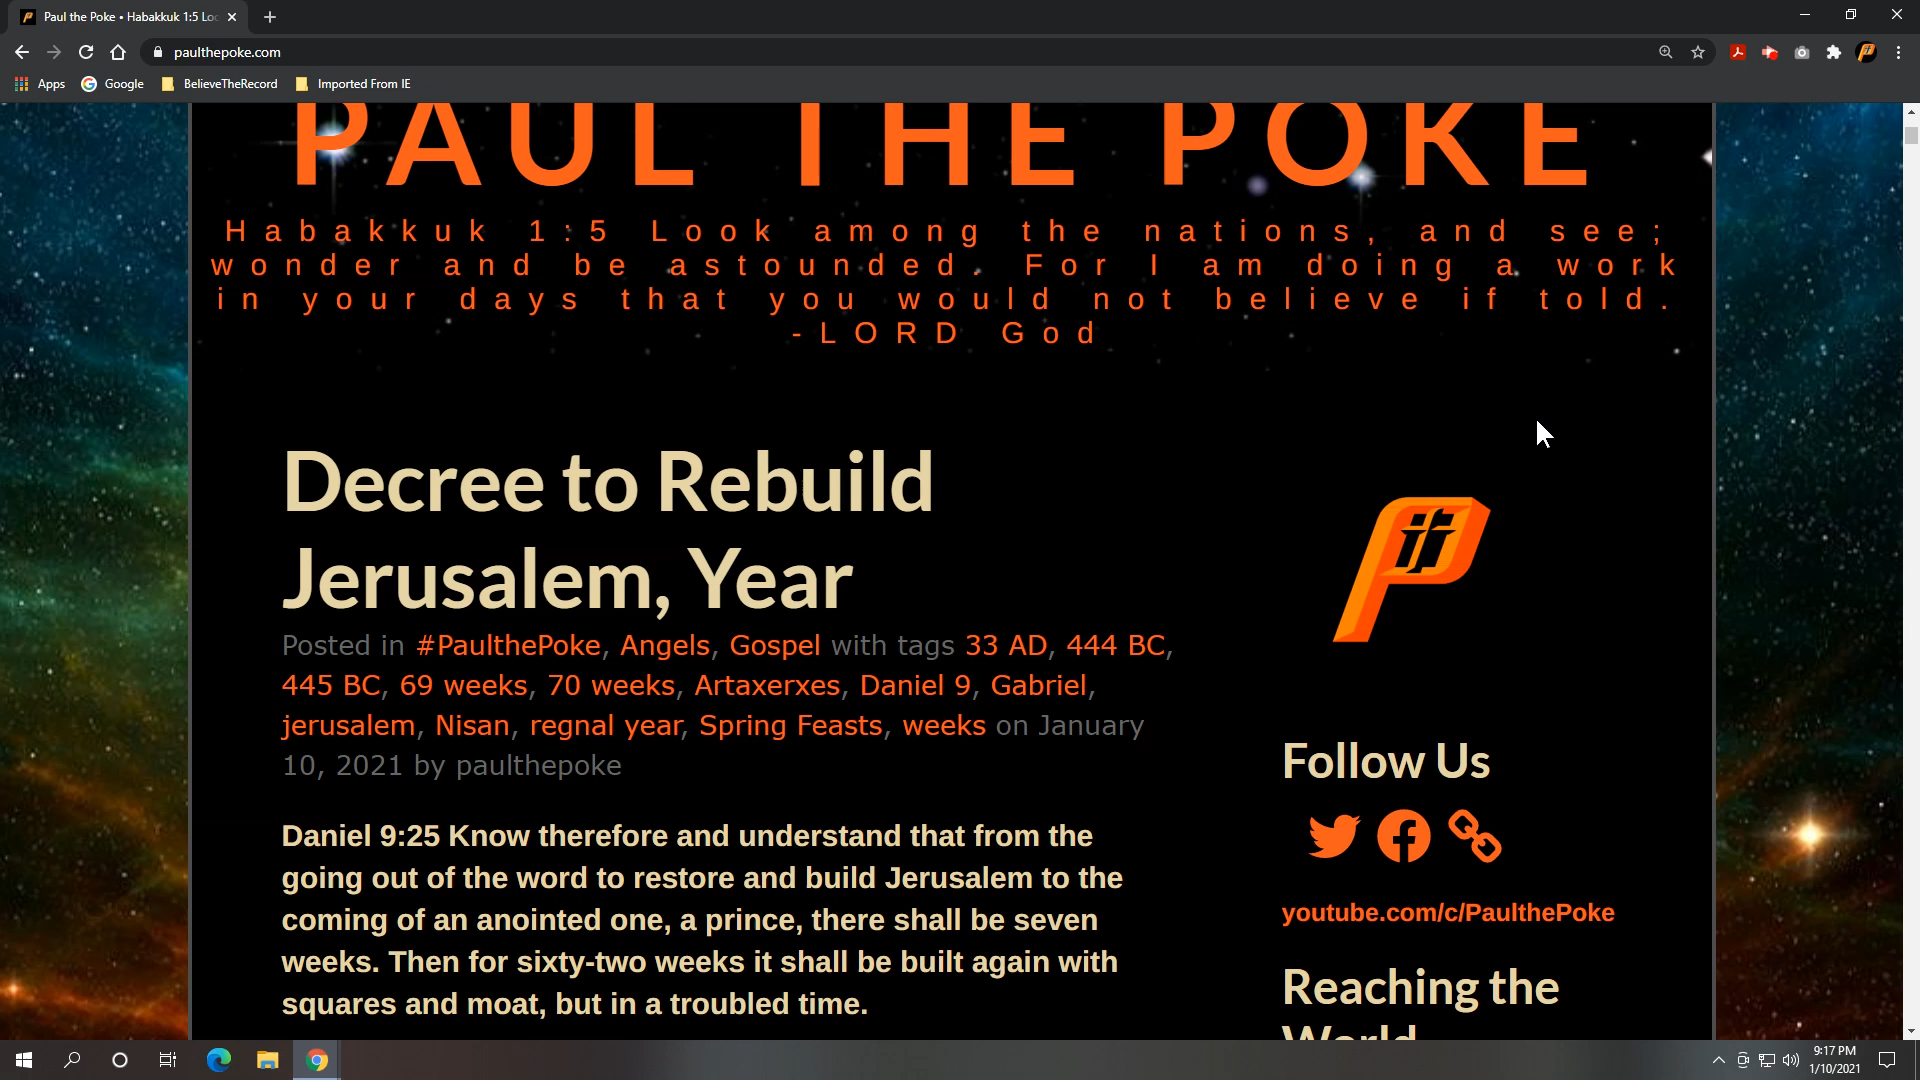 Paul the Poke • Habakkuk 1:5 Loo
paulthepoke.com
Apps
Google
BelieveTheRecord
Imported From IE
PAUL THE POKE
Habakkuk 1:5 Look among the nations, and see;
wonder and be astounded. For I am doing a work
in your days that you would not believe if told.
-LORD God
Decree to Rebuild
Jerusalem, Year
Posted in #PaulthePoke, Angels, Gospel with tags 33 AD, 444 BC,
445 BC, 69 weeks, 70 weeks, Artaxerxes, Daniel 9, Gabriel,
jerusalem, Nisan, regnal year, Spring Feasts, weeks on January
10, 2021 by paulthepoke
Daniel 9:25 Know therefore and understand that from the
going out of the word to restore and build Jerusalem to the
coming of an anointed one, a prince, there shall be seven
weeks. Then for sixty-two weeks it shall be built again with
squares and moat, but in a troubled time.
P it
Follow Us
youtube.com/c/PaulthePoke
Reaching the
World
9:17 PM
1/10/2021